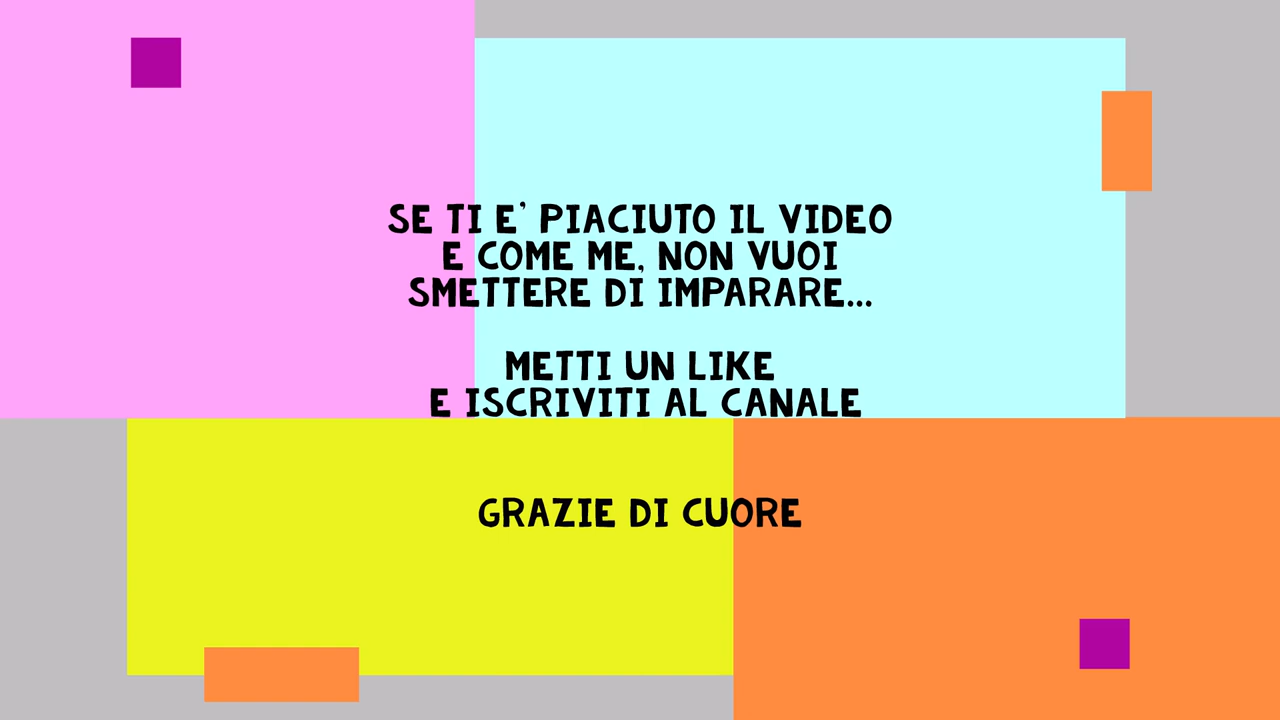 SE TI E' PIACIUTO IL VIDEO
E COME ME, NON VUOI
SMETTERE DI IMPARARE...
METTI UN LIKE
E ISCRIVITI AL CANALE
GRAZIE DI CUORE